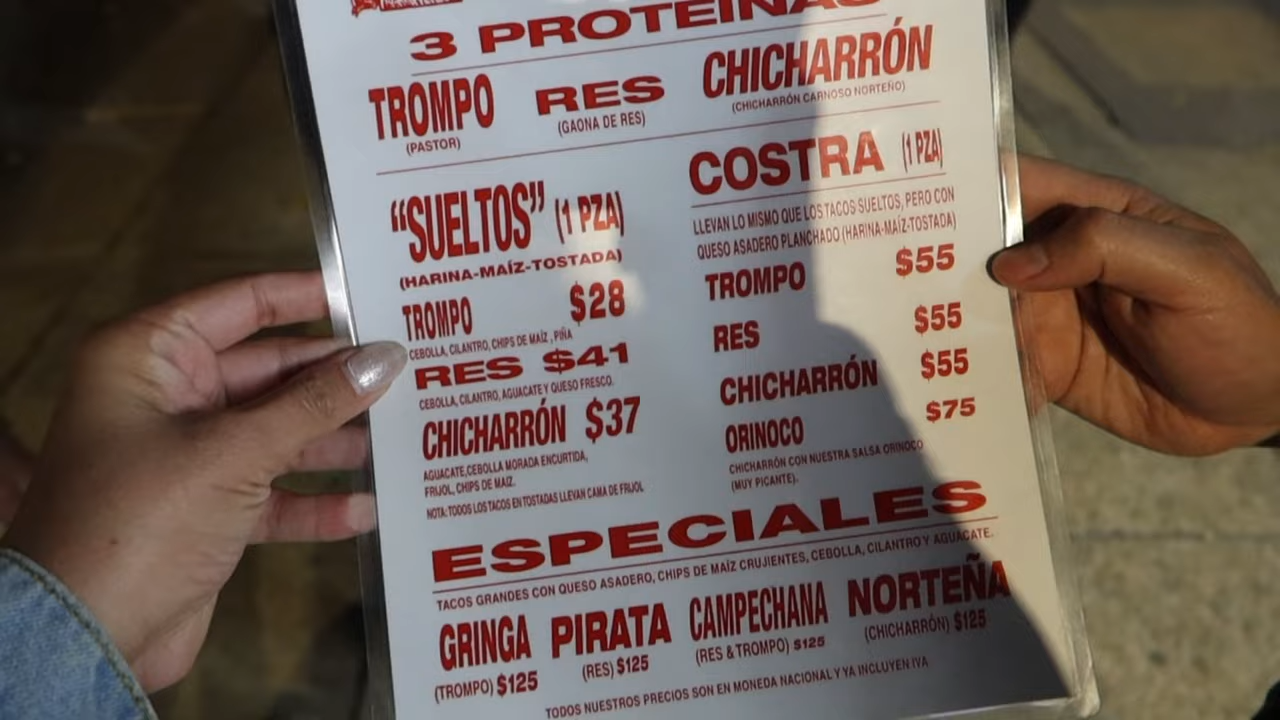 3 PROTEÍNAS
TROMPO
(PASTOR)
RES
(GAONA DE RES)
CHICHARRÓN
(CHICHARRÓN CARNOSO NORTEÑO)
“SUELTOS” (1 PZA)
(HARINA-MAÍZ-TOSTADA)
TROMPO $28
CEBOLLA, CILANTRO, CHIPS DE MAÍZ , PIÑA
RES $41
CEBOLLA, CILANTRO, AGUACATE Y QUESO FRESCO.
CHICHARRÓN $37
AGUACATE,CEBOLLA MORADA ENCURTIDA,
FRIJOL, CHIPS DE MAIZ.
NOTA: TODOS LOS TACOS EN TOSTADAS LLEVAN CAMA DE FRIJOL
COSTRA (1 PZA)
LLEVAN LO MISMO QUE LOS TACOS SUELTOS, PERO CON
QUESO ASADERO PLANCHADO (HARINA-MAÍZ-TOSTADA)
TROMPO $55
RES $55
CHICHARRÓN $55
ORINOCO $75
CHICHARRÓN CON NUESTRA SALSA ORINOCO
(MUY PICANTE).
ESPECIALES
TACOS GRANDES CON QUESO ASADERO, CHIPS DE MAÍZ CRUJIENTES, CEBOLLA, CILANTRO Y AGUACATE.
GRINGA
(TROMPO) $125
PIRATA
(RES) $125
CAMPECHANA
(RES & TROMPO) $125
NORTEÑA
(CHICHARRÓN) $125
TODOS NUESTROS PRECIOS SON EN MONEDA NACIONAL Y YA INCLUYEN IVA